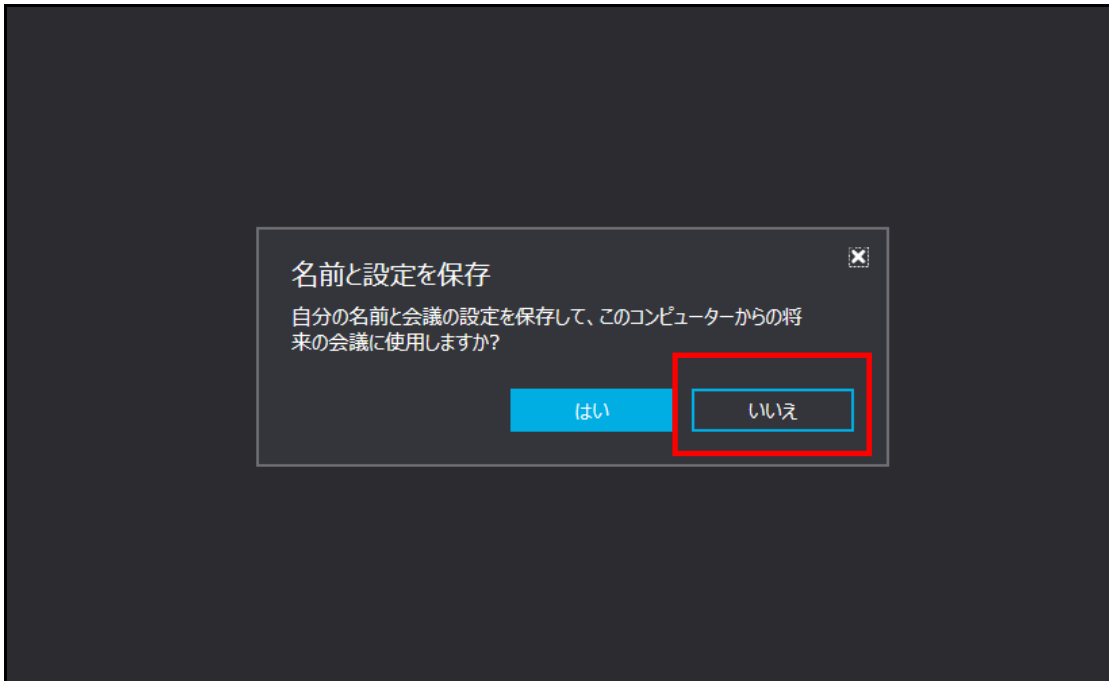 名前と設定を保存
自分の名前と会議の設定を保存して、このコンピューターからの将
来の会議に使用しますか?
はい
いいえ